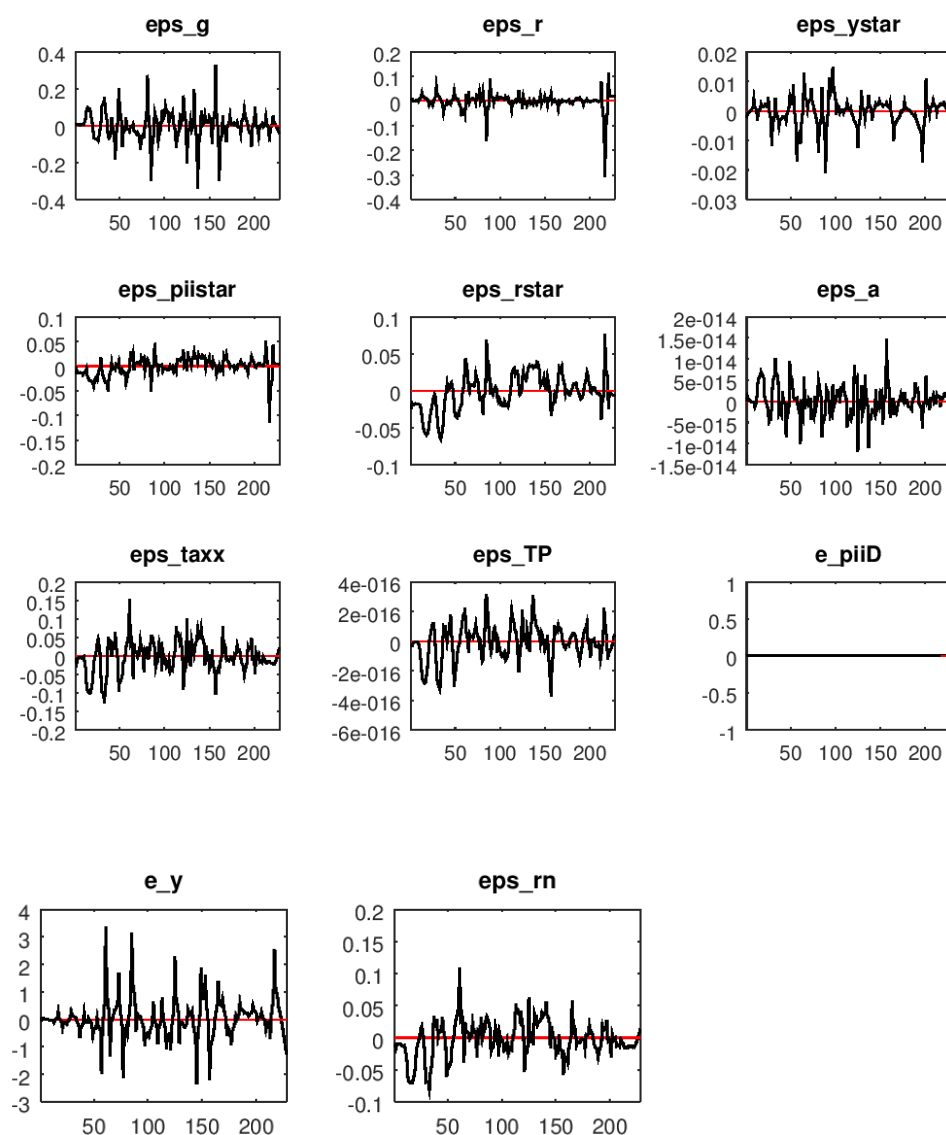 eps_g eps_r eps_ystar
0.4 0.2 0.02
0.2 0.1 0.01
0 0 0
-0.2 -0.1 -0.01
-0.4 -0.2 -0.02
-0.3 -0.03
-0.4
50 100 150 200 50 100 150 200 50 100 150 200
eps_piistar eps_rstar eps_a
0.1 0.1 2e-014
0.05 0.05 1.5e-014
0 0 1e-014
-0.05 -0.05 5e-015
-0.1 -0.1 0
-0.15 -5e-015
-0.2 -1e-014
-1.5e-014
50 100 150 200 50 100 150 200 50 100 150 200
eps_taxx eps_TP e_piiD
0.2 4e-016 1
0.15 2e-016 0.5
0.1 0 0
0.05 -2e-016 -0.5
0 -4e-016 -1
-0.05 -6e-016
-0.1
-0.15
-0.2
50 100 150 200 50 100 150 200 50 100 150 200
e_y eps_rn
4 0.2
3 0.15
2 0.1
1 0.05
0 0
-1 -0.05
-2 -0.1
-3
50 100 150 200 50 100 150 200